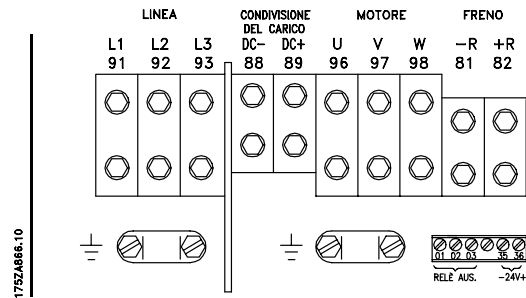 LINEA CONDIVISIONE DEL CARICO MOTORE FRENO
L1 L2 L3 DC− DC+ U V W −R +R
91 92 93 88 89 96 97 98 81 82
01 02 03 35 36
RELÈ AUS. −24V+
175ZA866.10